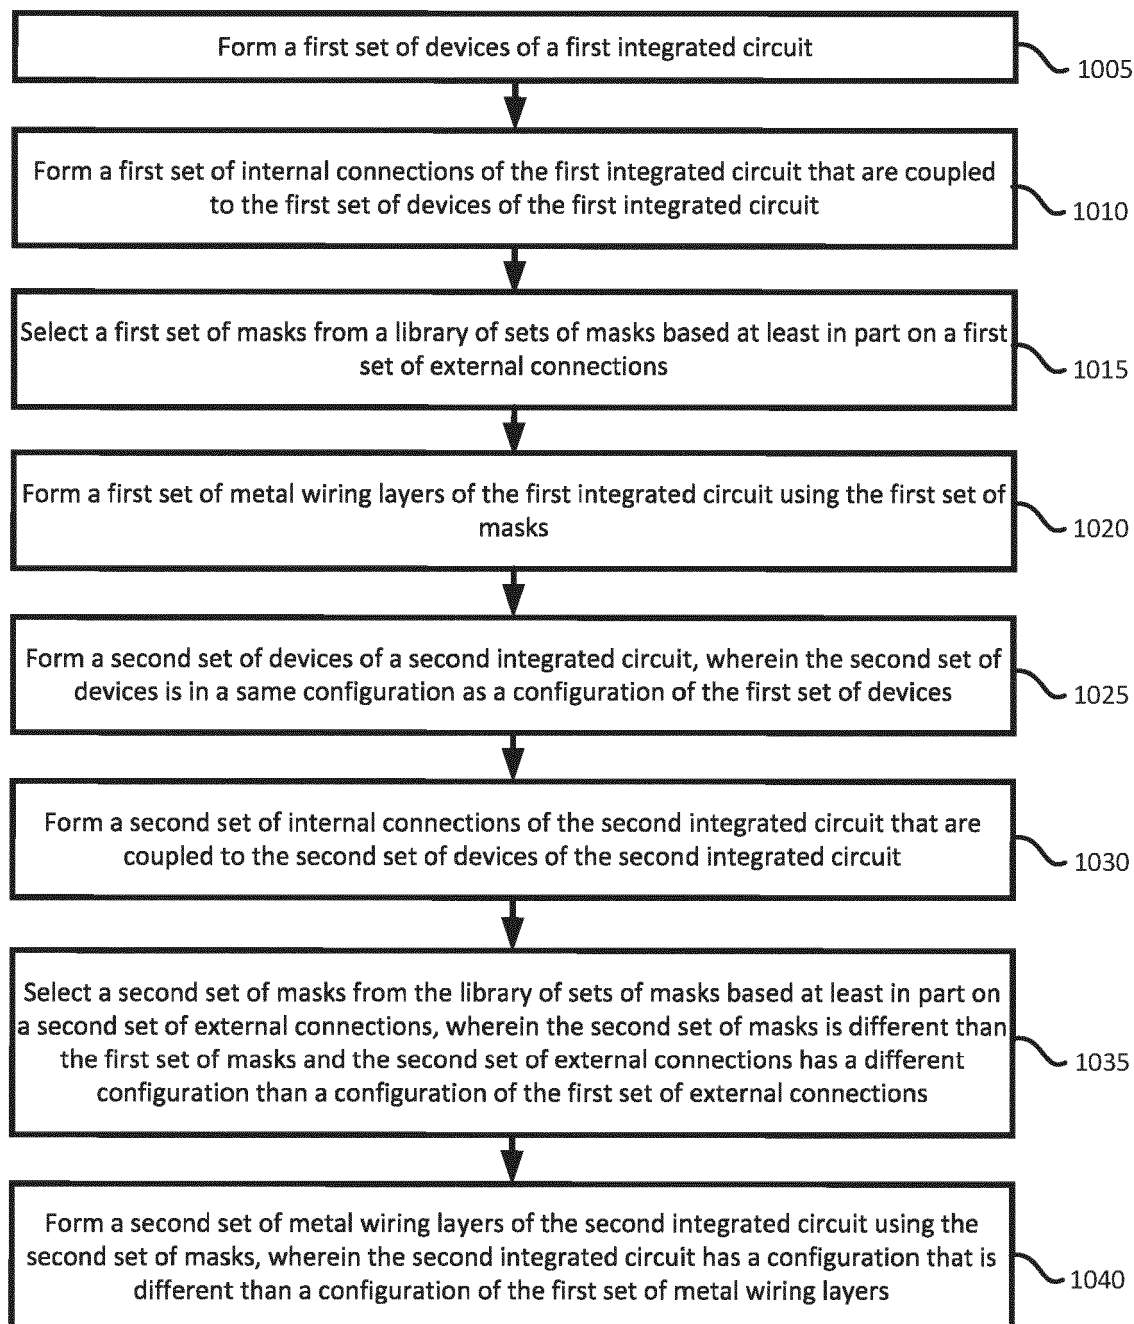 Form a first set of devices of a first integrated circuit
1005
Form a first set of internal connections of the first integrated circuit that are coupled
to the first set of devices of the first integrated circuit
1010
Select a first set of masks from a library of sets of masks based at least in part on a first
set of external connections
1015
Form a first set of metal wiring layers of the first integrated circuit using the first set of
masks
1020
Form a second set of devices of a second integrated circuit, wherein the second set of
devices is in a same configuration as a configuration of the first set of devices
1025
Form a second set of internal connections of the second integrated circuit that are
coupled to the second set of devices of the second integrated circuit
1030
Select a second set of masks from the library of sets of masks based at least in part on
a second set of external connections, wherein the second set of masks is different than
the first set of masks and the second set of external connections has a different
configuration than a configuration of the first set of external connections
1035
Form a second set of metal wiring layers of the second integrated circuit using the
second set of masks, wherein the second integrated circuit has a configuration that is
different than a configuration of the first set of metal wiring layers
1040